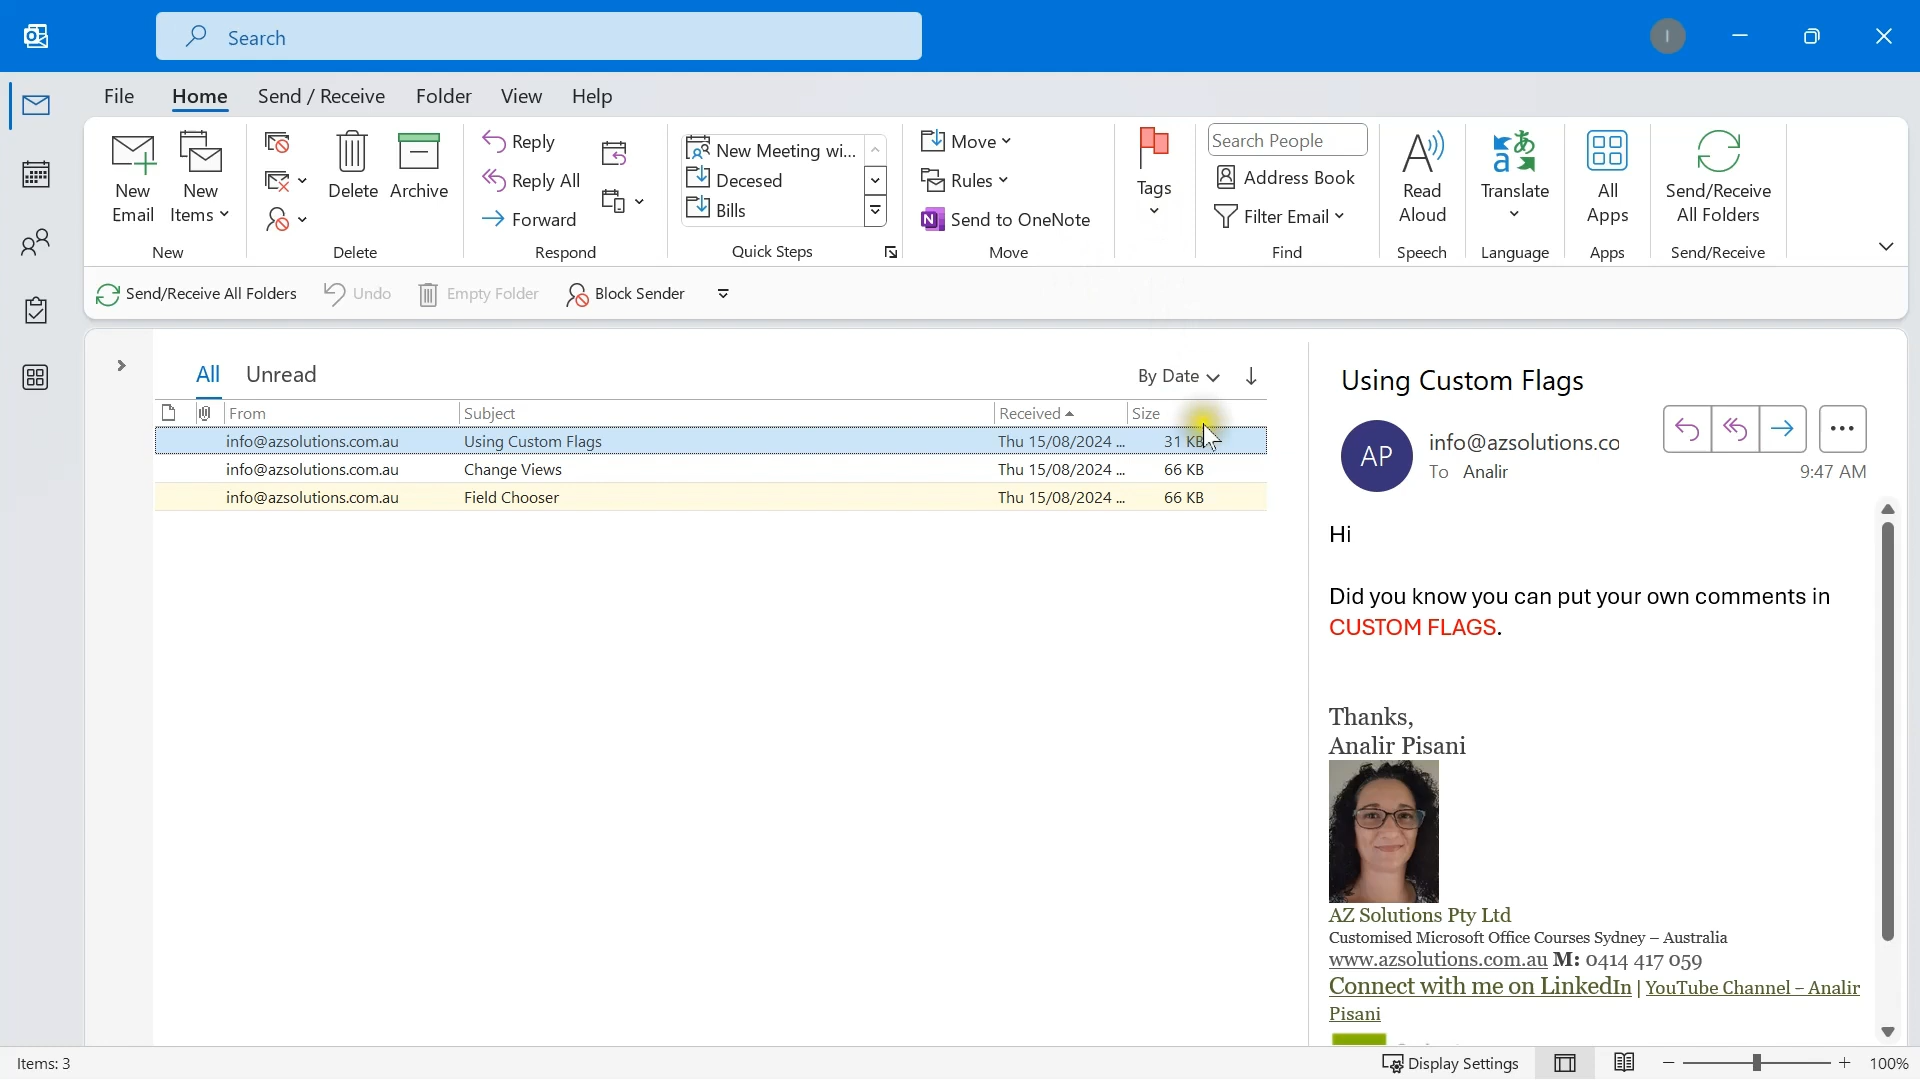 Search
I
File Home Send / Receive Folder View Help
New Email
New Items
New
Delete
Archive
Delete
Reply
Reply All
Forward
Respond
New Meeting wi...
Decesed
Bills
Quick Steps
Move
Rules
Send to OneNote
Move
Tags
Search People
Address Book
Filter Email
Find
Read Aloud
Speech
Translate
Language
All Apps
Apps
Send/Receive All Folders
Send/Receive
Send/Receive All Folders Undo Empty Folder Block Sender
All Unread By Date
From Subject Received Size
info@azsolutions.com.au Using Custom Flags Thu 15/08/2024 ... 31 KB
info@azsolutions.com.au Change Views Thu 15/08/2024 ... 66 KB
info@azsolutions.com.au Field Chooser Thu 15/08/2024 ... 66 KB
Using Custom Flags
AP
info@azsolutions.co
To Analir
9:47 AM
Hi
Did you know you can put your own comments in
CUSTOM FLAGS.
Thanks,
Analir Pisani
AZ Solutions Pty Ltd
Customised Microsoft Office Courses Sydney – Australia
www.azsolutions.com.au M: 0414 417 059
Connect with me on LinkedIn | YouTube Channel – Analir
Pisani
Items: 3
Display Settings
100%